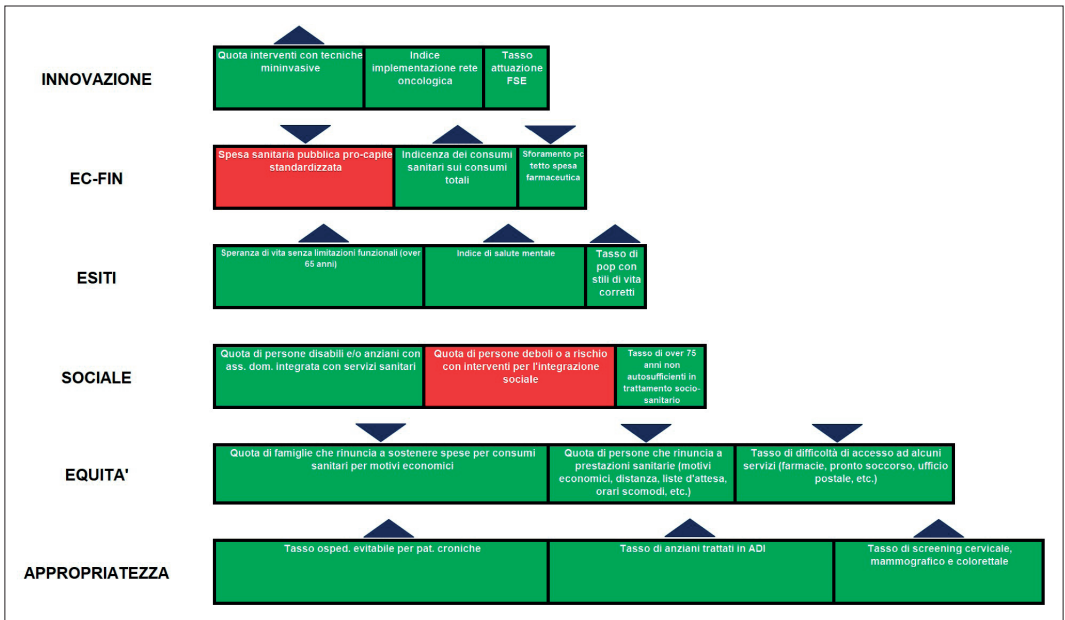 INNOVAZIONE
Quota interventi con tecniche
mininvasive
Indice
implementazione rete
oncologica
Tasso
attuazione
FSE
EC-FIN
Spesa sanitaria pubblica pro-capite
standardizzata
Indicenza dei consumi
sanitari sui consumi
totali
Sforamento pc
tetto spesa
farmaceutica
ESITI
Speranza di vita senza limitazioni funzionali (over
65 anni)
Indice di salute mentale
Tasso di
pop con
stili di vita
corretti
SOCIALE
Quota di persone disabili e/o anziani con
ass. dom. integrata con servizi sanitari
Quota di persone deboli o a rischio
con interventi per l'integrazione
sociale
Tasso di over 75
anni non
autosufficienti in
trattamento socio-
sanitario
EQUITA'
Quota di famiglie che rinuncia a sostenere spese per consumi
sanitari per motivi economici
Quota di persone che rinuncia a
prestazioni sanitarie (motivi
economici, distanza, liste d'attesa,
orari scomodi, etc.)
Tasso di difficoltà di accesso ad alcuni
servizi (farmacie, pronto soccorso, ufficio
postale, etc.)
APPROPRIATEZZA
Tasso osped. evitabile per pat. croniche
Tasso di anziani trattati in ADI
Tasso di screening cervicale,
mammografico e colorettale